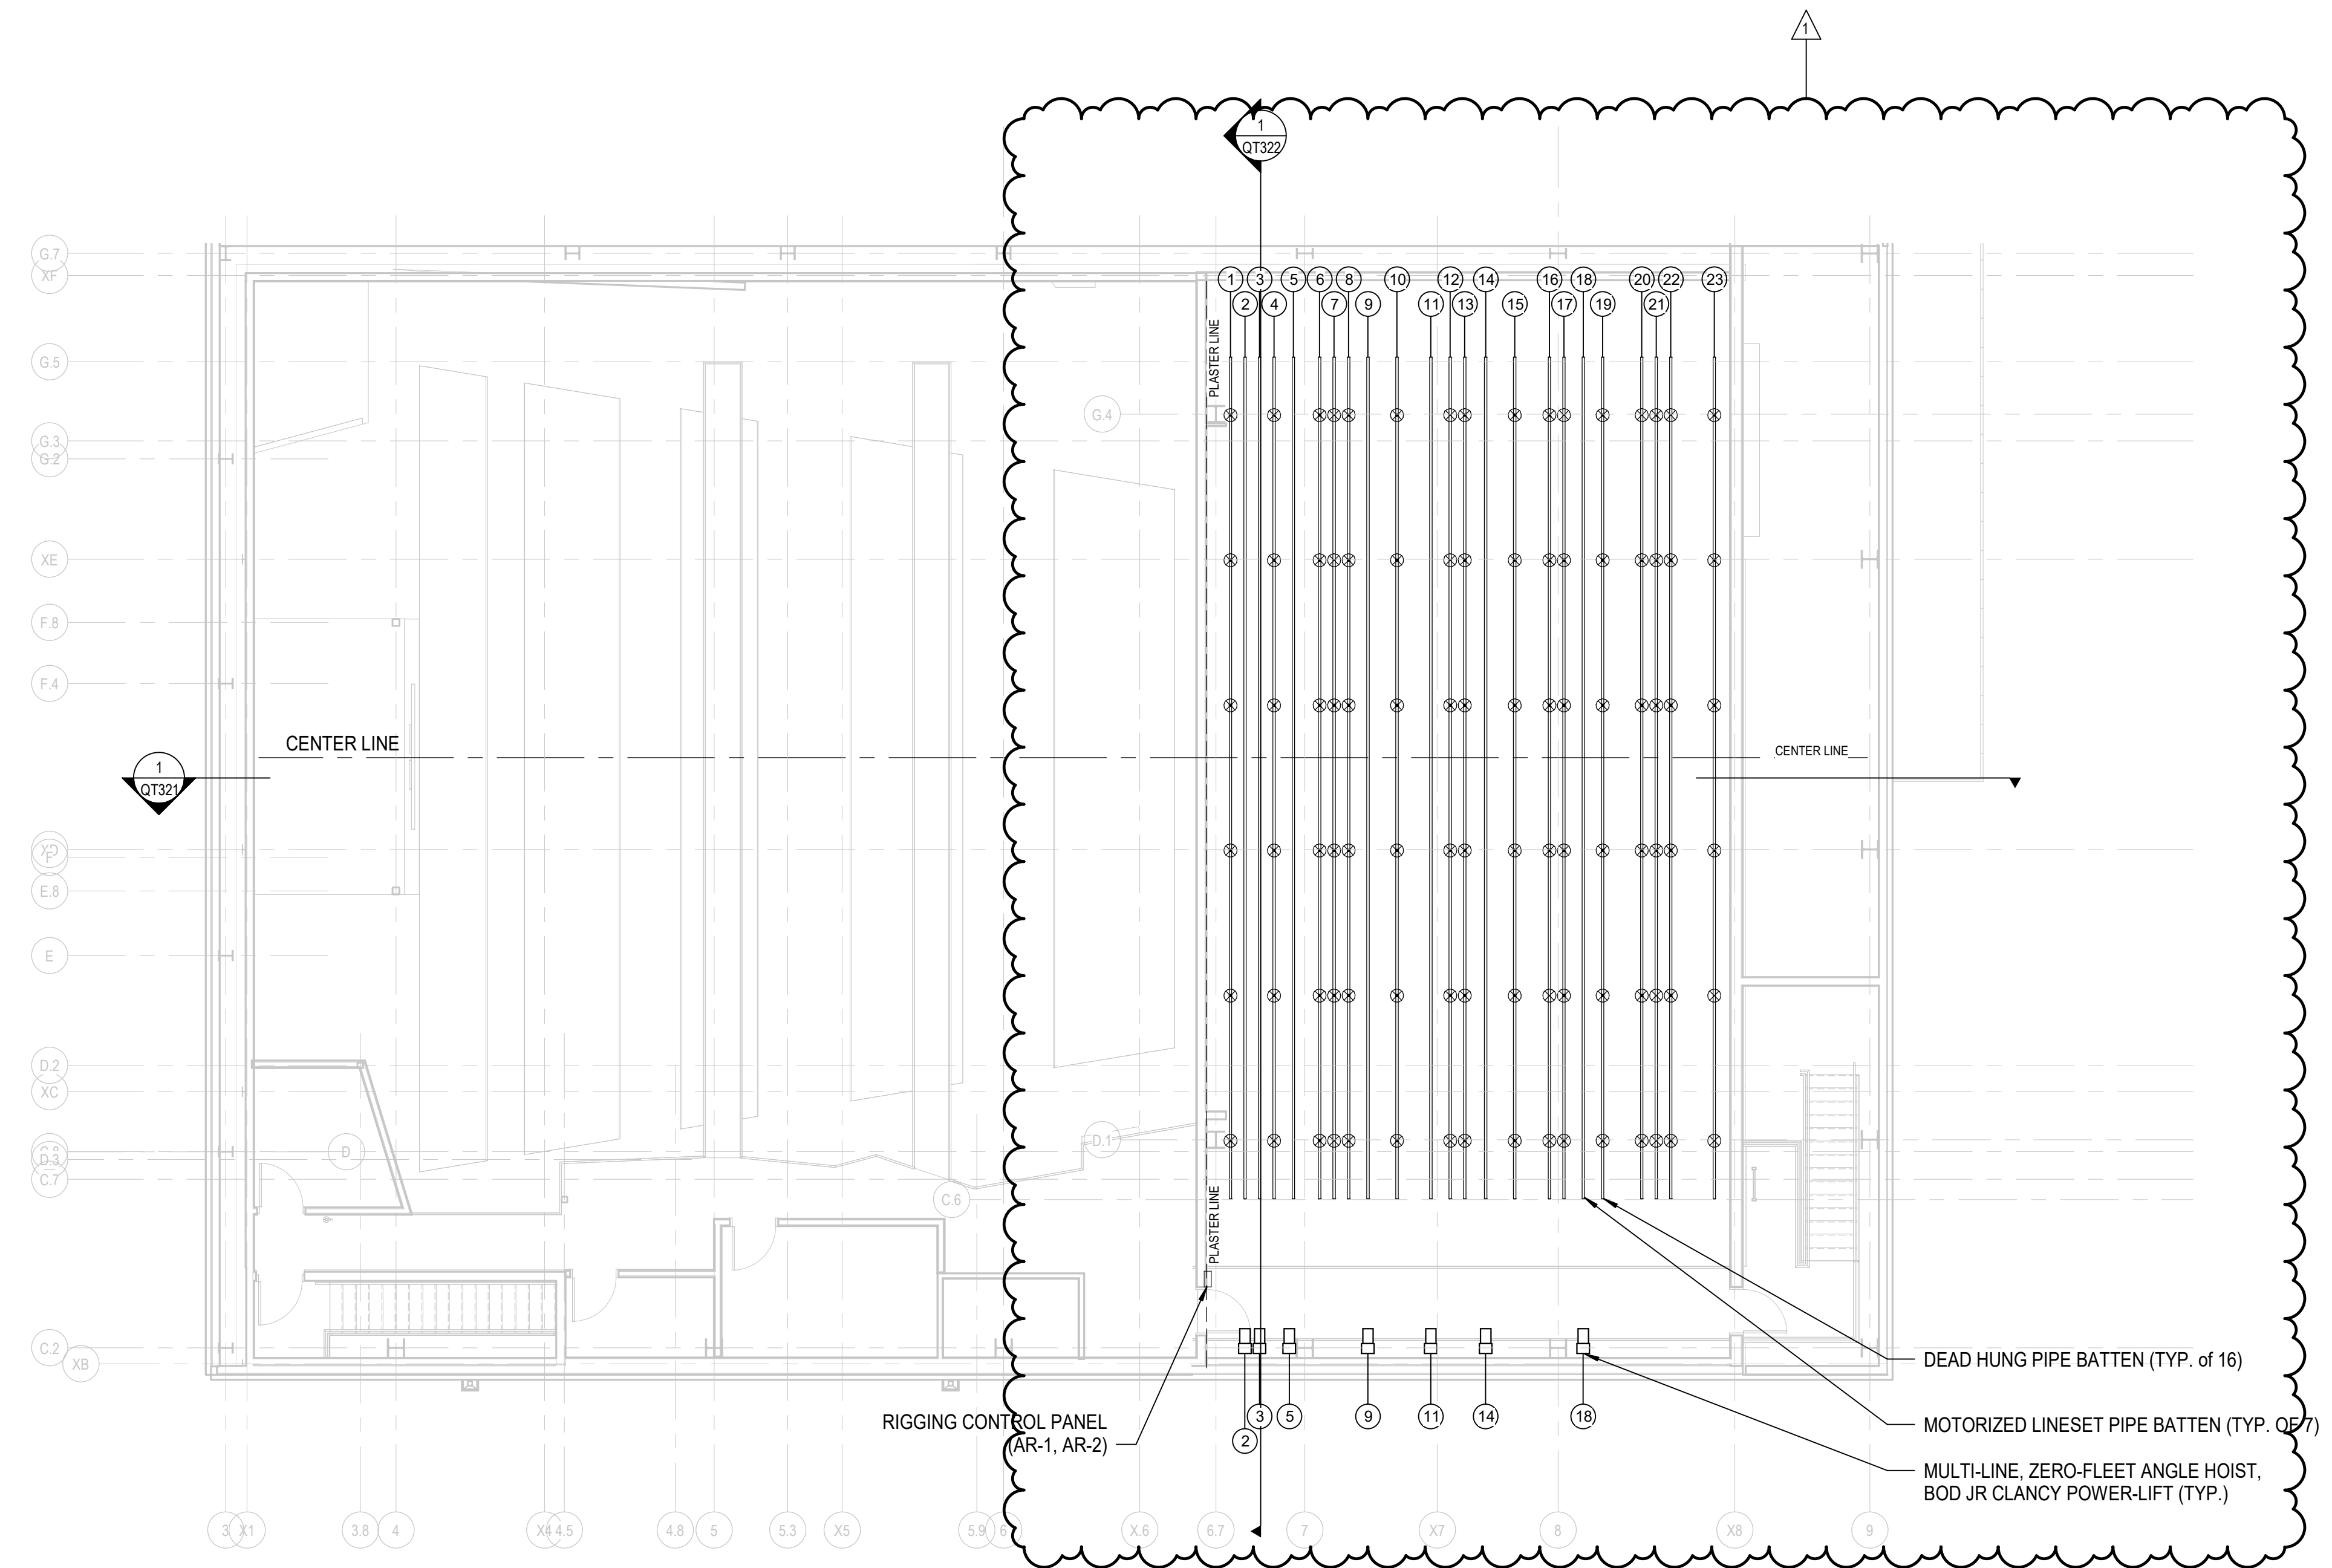 1
1
QT322
G.7
XF
1
3
5
6
8
10
12
14
16
18
20
22
23
2
4
7
9
11
13
15
17
19
21
PLASTER LINE
G.5
G.4
G.3
G.2
XE
F.8
F.4
CENTER LINE
CENTER LINE
1
QT321
XD
F
E.8
E
D.2
XC
D
D.1
D.3
C.7
C.6
PLASTER LINE
C.2
XB
DEAD HUNG PIPE BATTEN (TYP. of 16)
3
5
9
11
14
18
2
RIGGING CONTROL PANEL
(AR-1, AR-2)
MOTORIZED LINESET PIPE BATTEN (TYP. OF 7)
MULTI-LINE, ZERO-FLEET ANGLE HOIST,
BOD JR CLANCY POWER-LIFT (TYP.)
3
X1
3.8
4
X4
4.5
4.8
5
5.3
X5
5.9
6
X.6
6.7
7
X7
8
X8
9